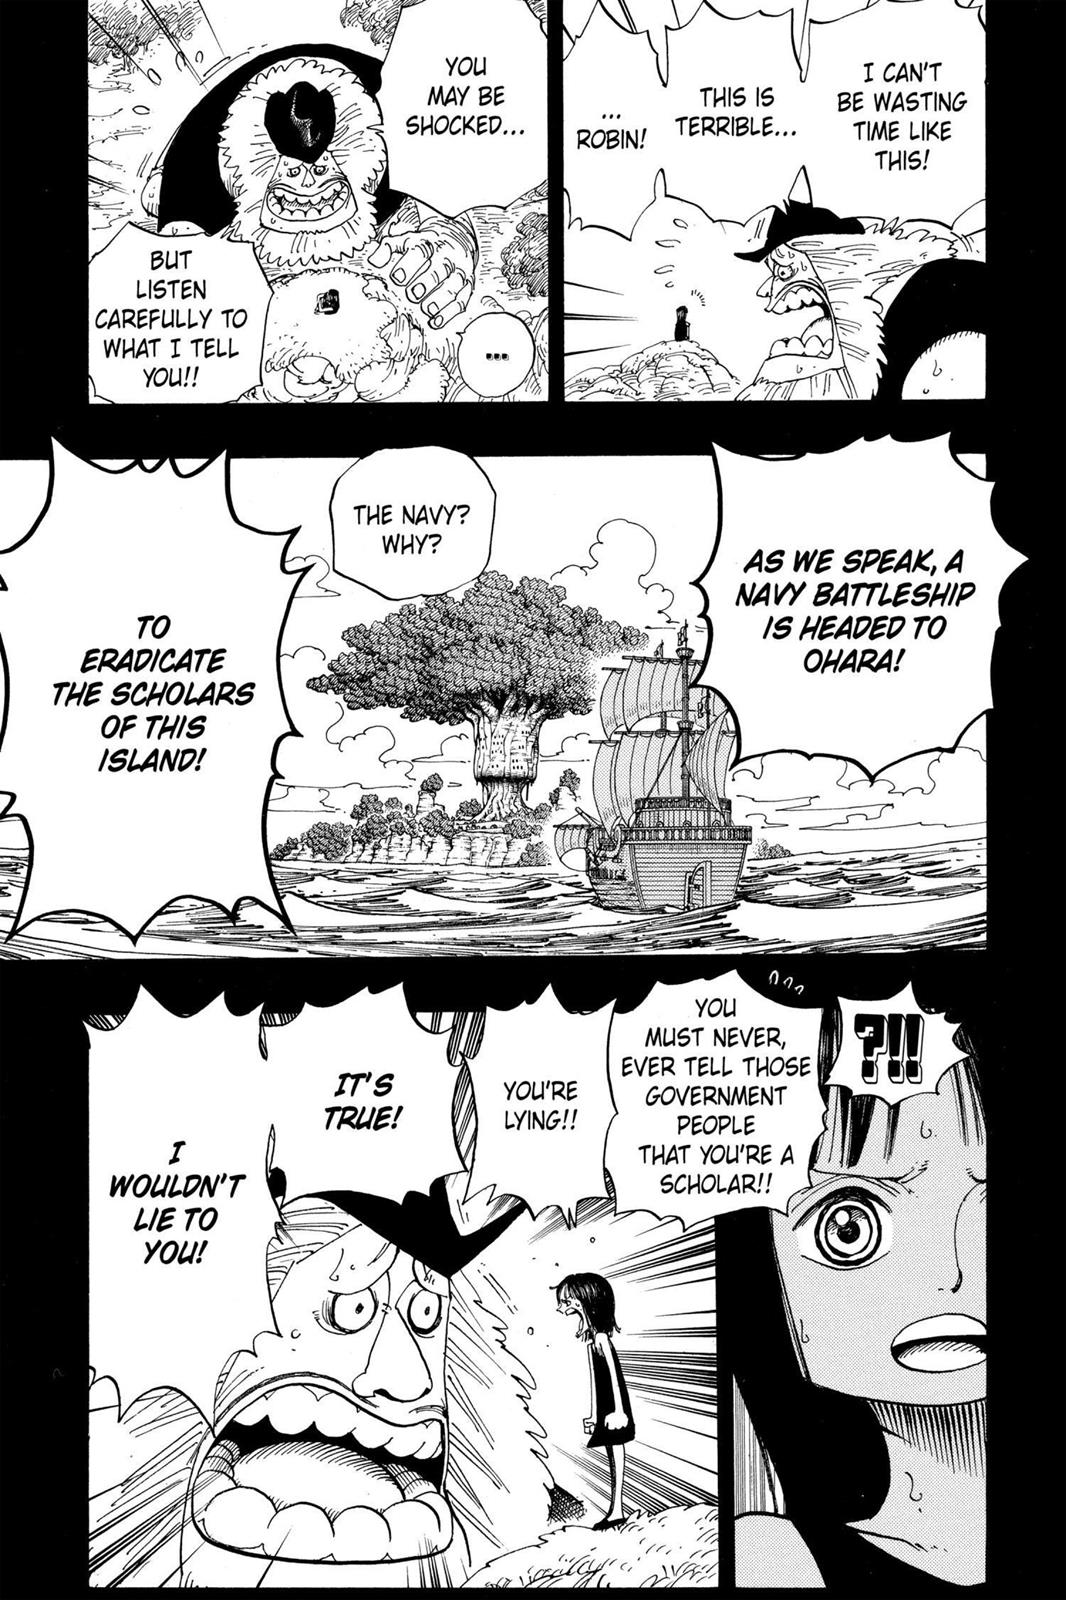 I CAN'T
BE WASTING
TIME LIKE
THIS!
THIS IS
TERRIBLE...
...
ROBIN!
YOU
MAY BE
SHOCKED...
BUT
LISTEN
CAREFULLY TO
WHAT I TELL
YOU!!
...
AS WE SPEAK, A
NAVY BATTLESHIP
IS HEADED TO
OHARA!
THE NAVY?
WHY?
TO
ERADICATE
THE SCHOLARS
OF THIS
ISLAND!
?!!
YOU
MUST NEVER,
EVER TELL THOSE
GOVERNMENT
PEOPLE
THAT YOU'RE A
SCHOLAR!!
YOU'RE
LYING!!
IT'S
TRUE!
I
WOULDN'T
LIE TO
YOU!